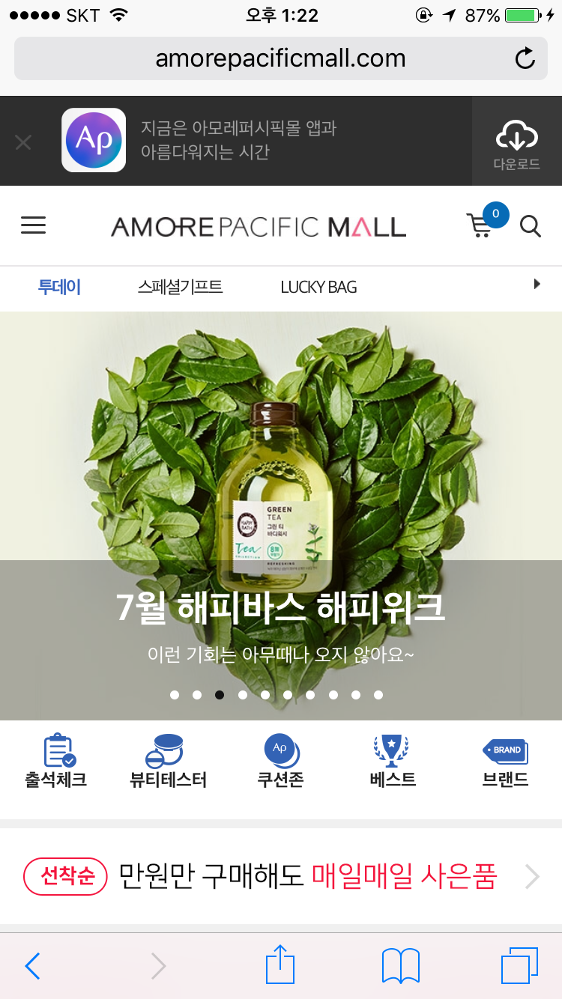 SKT
오후 1:22
87%
amorepacificmall.com
Ap
지금은 아모레퍼시픽몰 앱과
아름다워지는 시간
다운로드
AMOREPACIFIC MALL
0
투데이
스페셜기프트
LUCKY BAG
HAPPY
BATH
GREEN
TEA
그린 티
바디워시
Tea
COLLECTION
REFRESHING
7월 해피바스 해피위크
이런 기회는 아무때나 오지 않아요~
Ap
BRAND
출석체크
뷰티테스터
쿠션존
베스트
브랜드
선착순 만원만 구매해도 매일매일 사은품